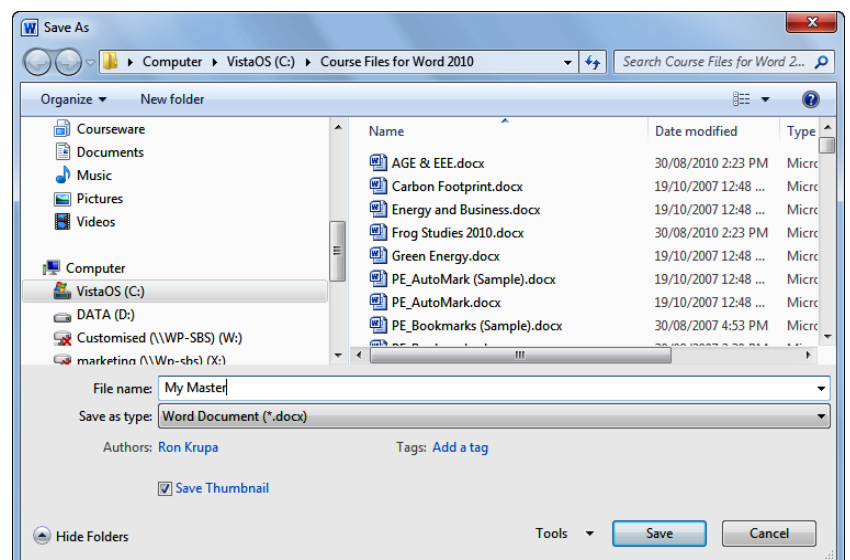 Save As
Computer VistaOS (C:) Course Files for Word 2010
Search Course Files for Word 2...
Organize
New folder
Courseware
Documents
Music
Pictures
Videos
Computer
VistaOS (C:)
DATA (D:)
Customised (\\WP-SBS) (W:)
marketing (\\Wp-sbs) (X:)
Name Date modified Type
AGE & EEE.docx 30/08/2010 2:23 PM Micro
Carbon Footprint.docx 19/10/2007 12:48 ... Micro
Energy and Business.docx 19/10/2007 12:48 ... Micro
Frog Studies 2010.docx 30/08/2010 2:23 PM Micro
Green Energy.docx 19/10/2007 12:48 ... Micro
PE_AutoMark (Sample).docx 19/10/2007 12:48 ... Micro
PE_AutoMark.docx 19/10/2007 12:48 ... Micro
PE_Bookmarks (Sample).docx 30/08/2007 4:53 PM Micro
File name: My Master
Save as type: Word Document (*.docx)
Authors: Ron Krupa
Tags: Add a tag
Save Thumbnail
Hide Folders
Tools
Save
Cancel